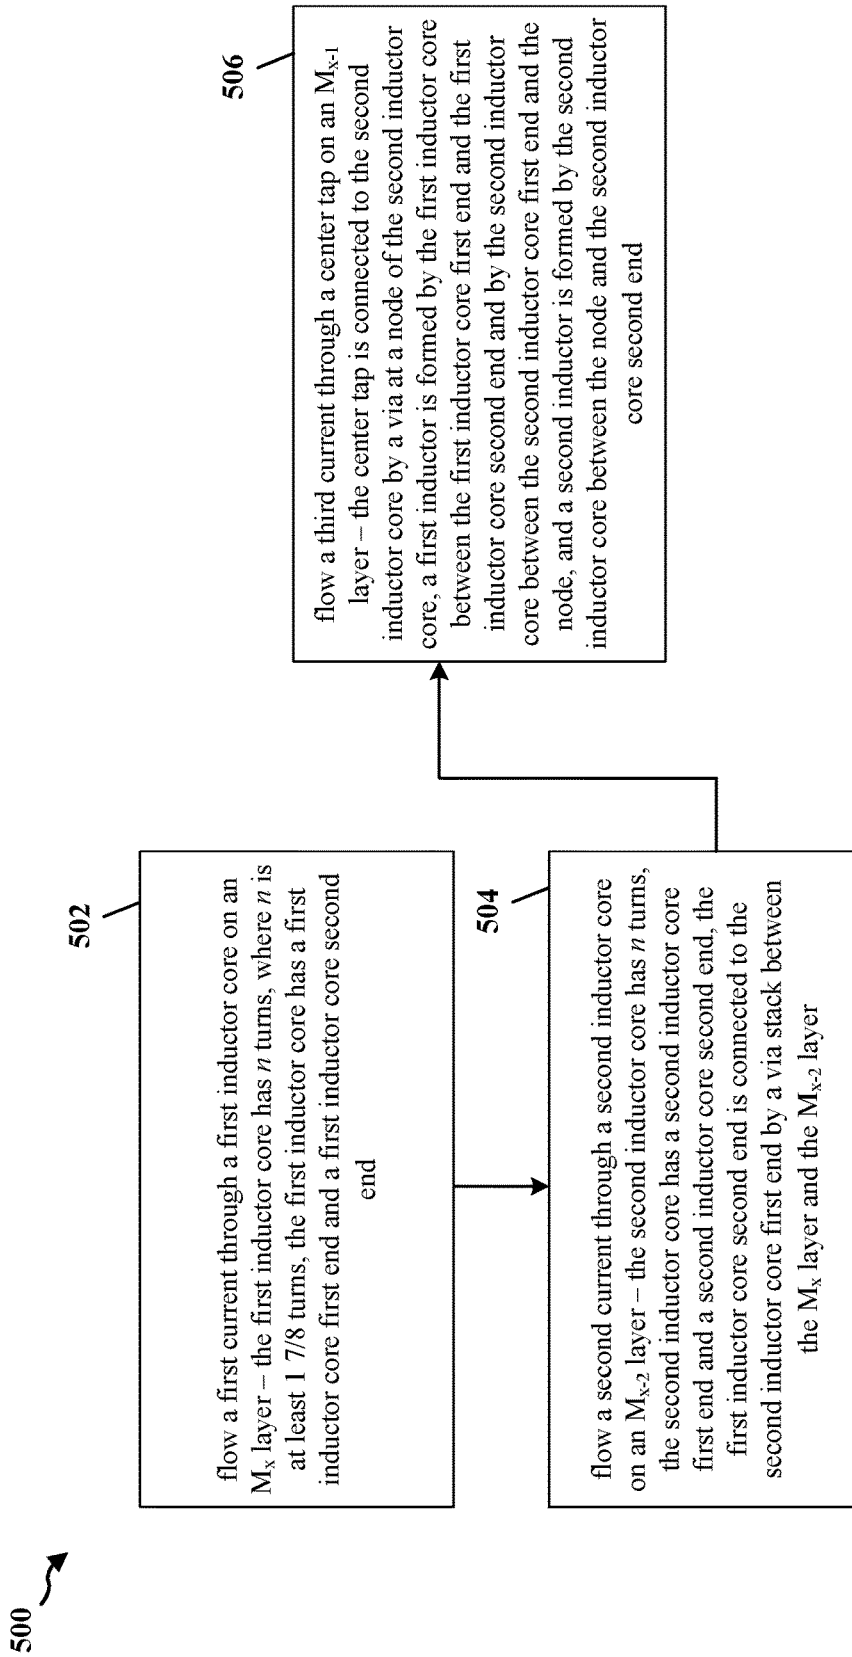 500
502
flow a first current through a first inductor core on an
Mx layer – the first inductor core has n turns, where n is
at least 1 7/8 turns, the first inductor core has a first
inductor core first end and a first inductor core second
end
504
flow a second current through a second inductor core
on an Mx-2 layer – the second inductor core has n turns,
the second inductor core has a second inductor core
first end and a second inductor core second end, the
first inductor core second end is connected to the
second inductor core first end by a via stack between
the Mx layer and the Mx-2 layer
506
flow a third current through a center tap on an Mx-1
layer – the center tap is connected to the second
inductor core by a via at a node of the second inductor
core, a first inductor is formed by the first inductor core
between the first inductor core first end and the first
inductor core second end and by the second inductor
core between the second inductor core first end and the
node, and a second inductor is formed by the second
inductor core between the node and the second inductor
core second end